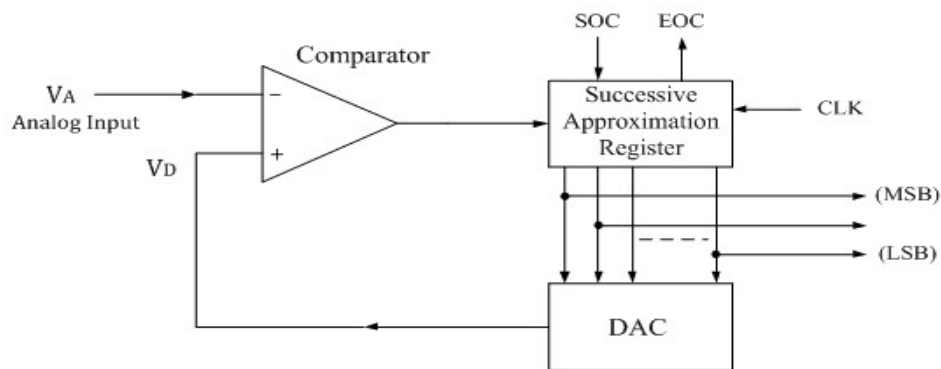 SOC EOC
Comparator
VA
Analog Input
−
+
VD
Successive
Approximation
Register
CLK
(MSB)
(LSB)
DAC